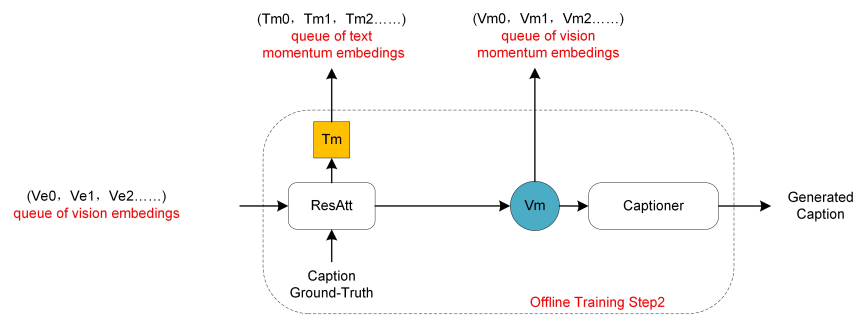 (Tm0，Tm1，Tm2……)
queue of text
momentum embedings
(Vm0，Vm1，Vm2……)
queue of vision
momentum embedings
Tm
(Ve0，Ve1，Ve2……)
queue of vision embedings
ResAtt
Vm
Captioner
Generated
Caption
Caption
Ground-Truth
Offline Training Step2